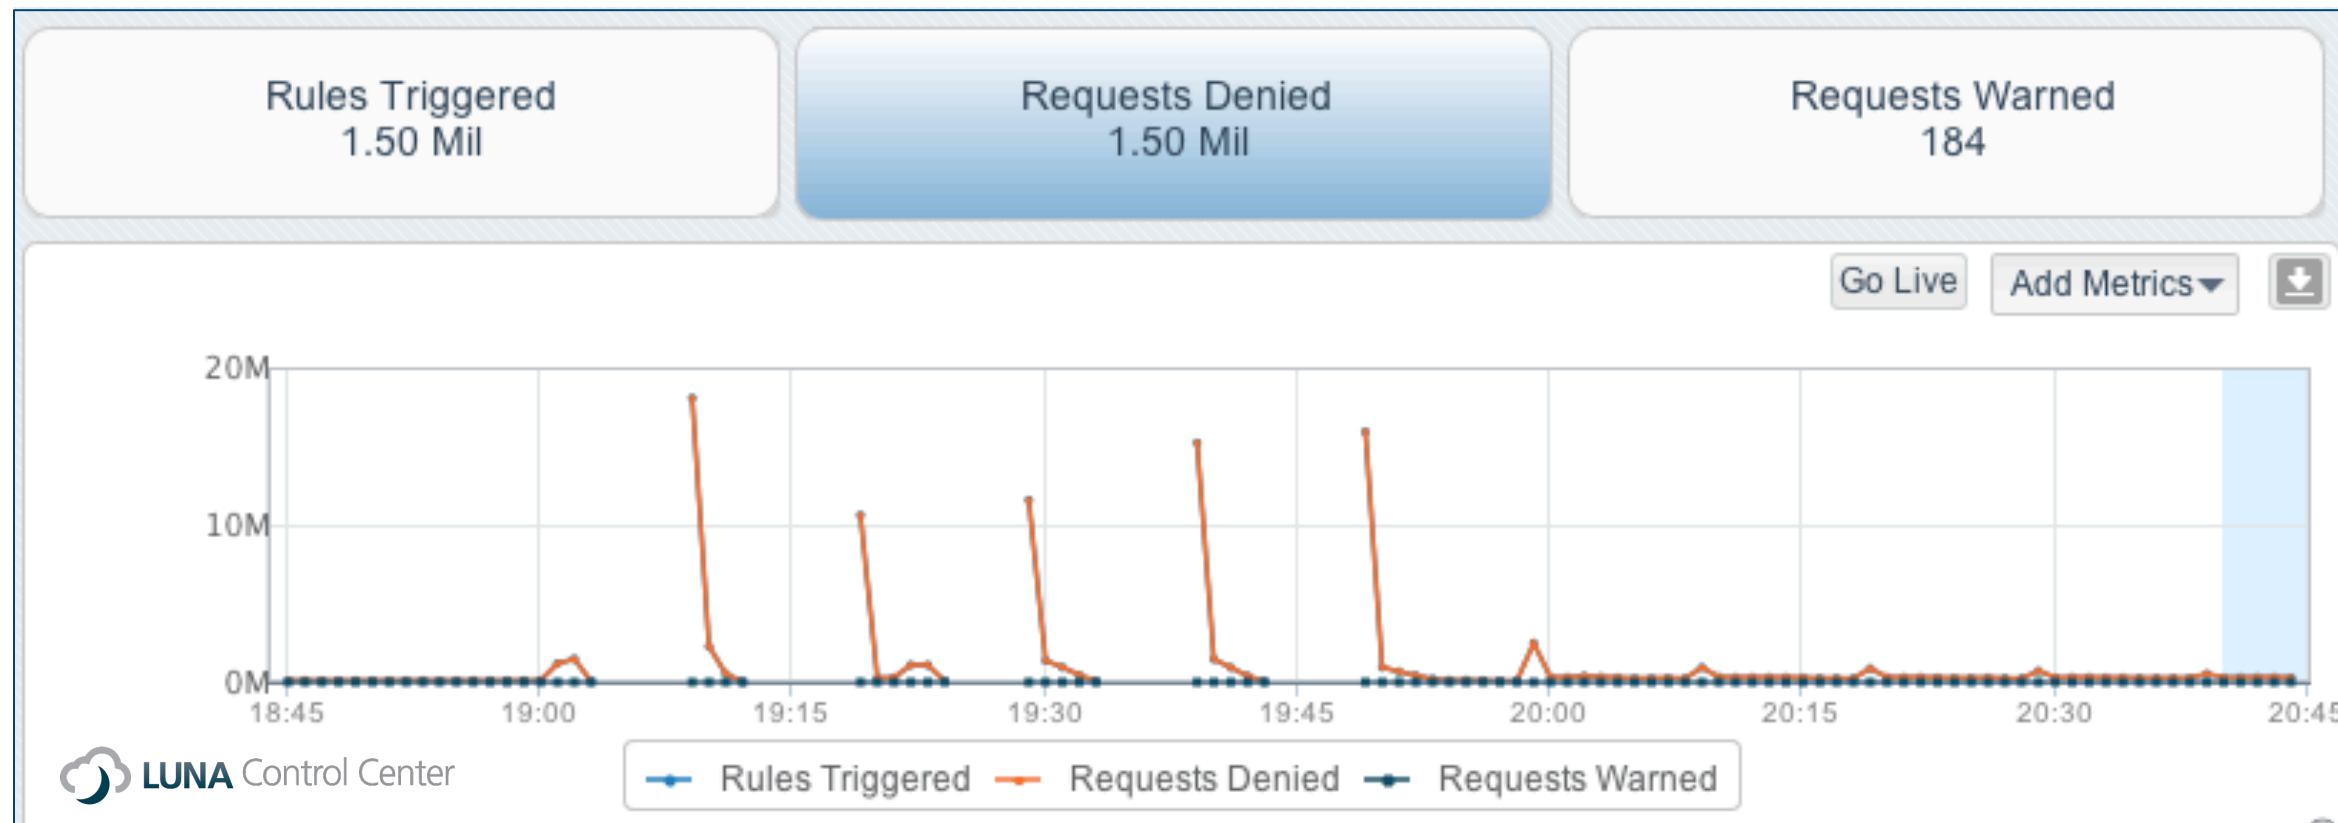 Rules Triggered
1.50 Mil
Requests Denied
1.50 Mil
Requests Warned
184
Go Live
Add Metrics
20M
10M
0M
18:45 19:00 19:15 19:30 19:45 20:00 20:15 20:30 20:45
LUNA Control Center
Rules Triggered Requests Denied Requests Warned